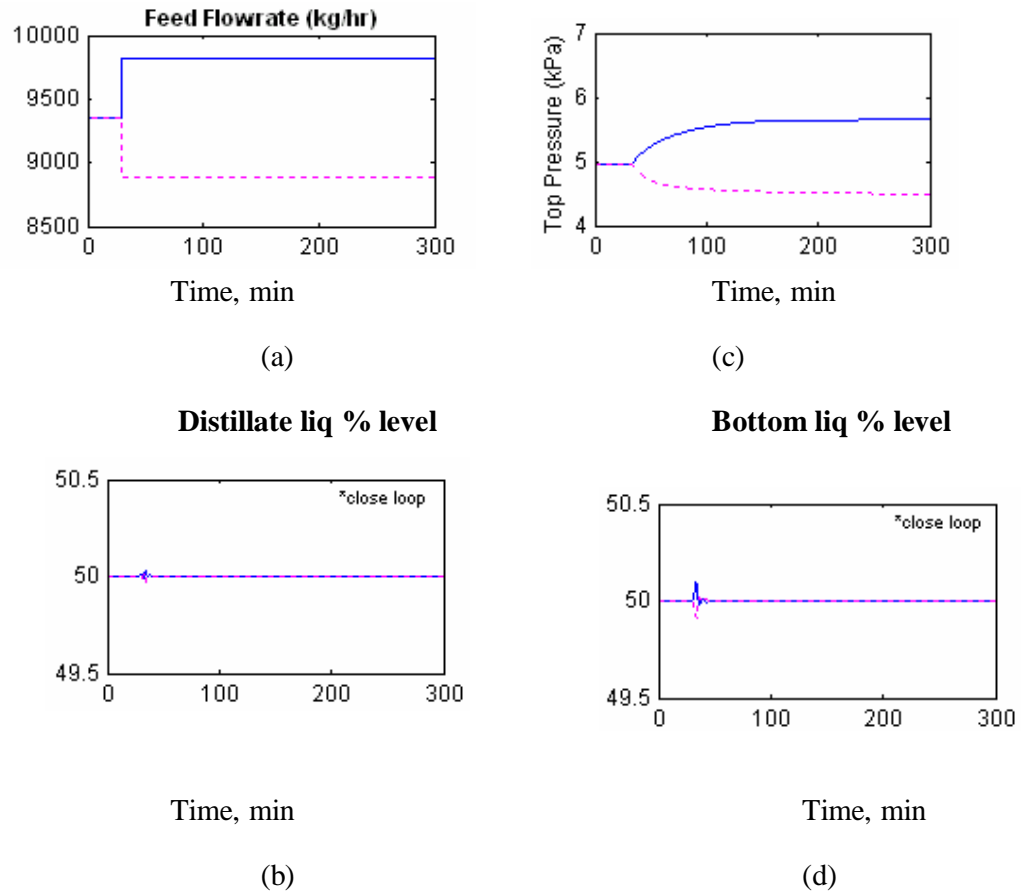 Feed Flowrate (kg/hr)
10000
9500
9000
8500
0 100 200 300
Time, min
(a)
Top Pressure (kPa)
7
6
5
4
0 100 200 300
Time, min
(c)
Distillate liq % level
50.5
*close loop
50
49.5
0 100 200 300
Time, min
(b)
Bottom liq % level
50.5
*close loop
50
49.5
0 100 200 300
Time, min
(d)